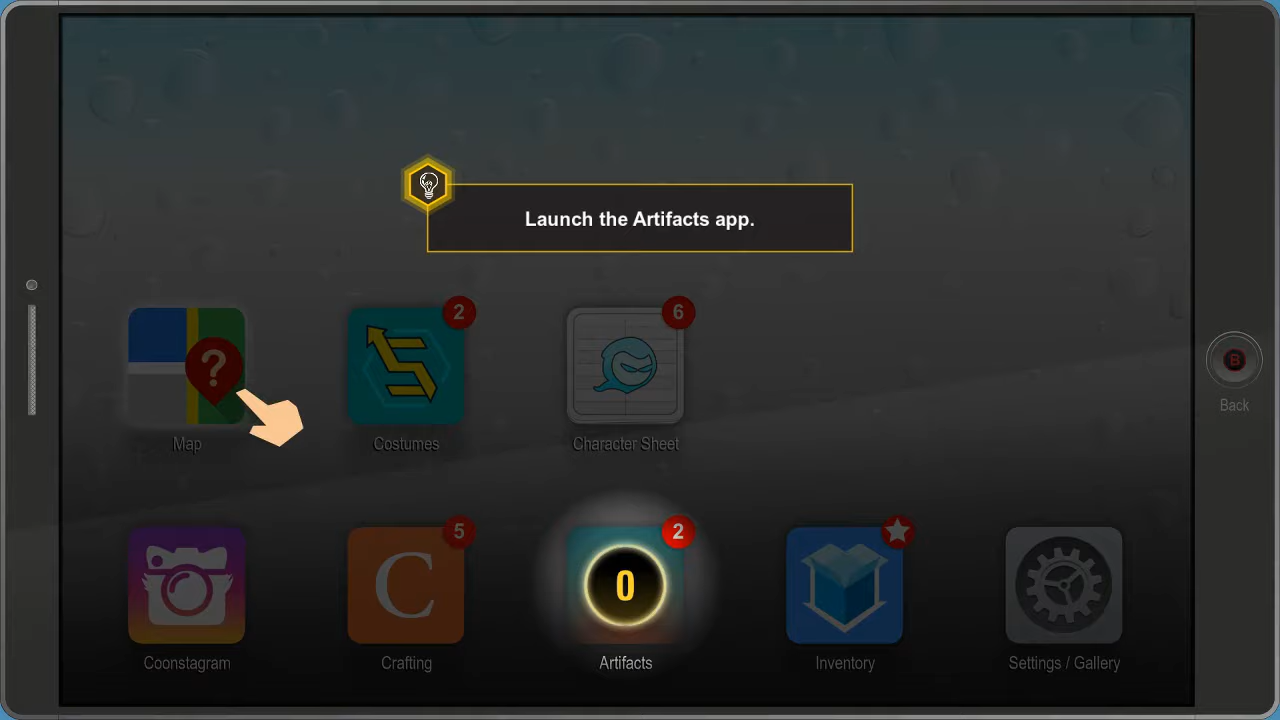 Launch the Artifacts app.
2
6
?
B
Back
Map
Costumes
Character Sheet
5
2
C
0
Coonstagram
Crafting
Artifacts
Inventory
Settings / Gallery